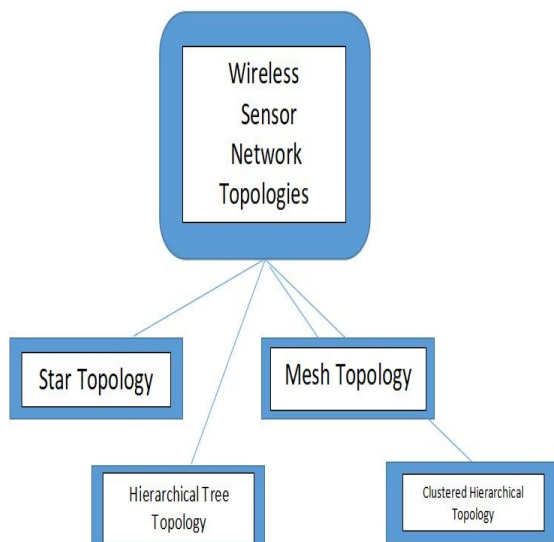 Wireless
Sensor
Network
Topologies
Star Topology
Mesh Topology
Hierarchical Tree
Topology
Clustered Hierarchical
Topology